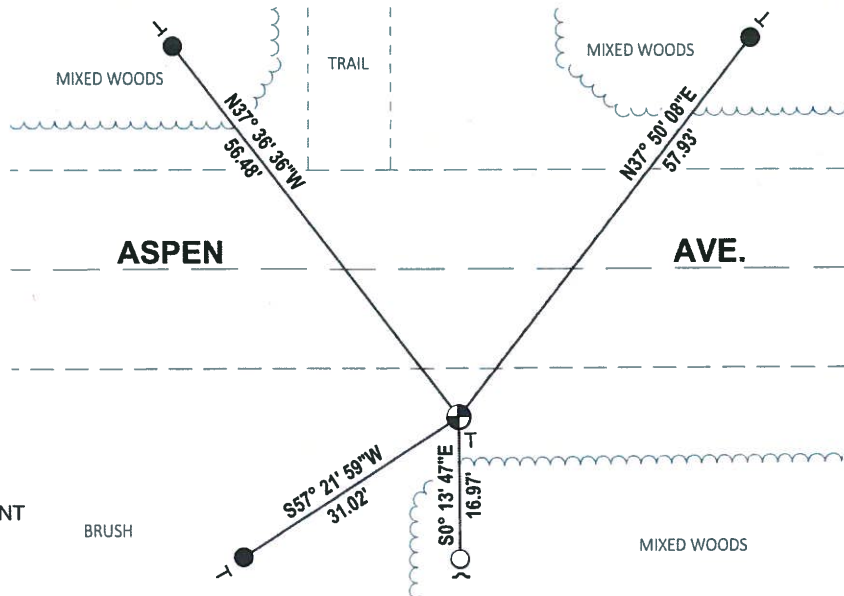 MIXED WOODS
TRAIL
MIXED WOODS
N37° 36' 36"W
56.48'
N37° 50' 08"E
57.93'
ASPEN
AVE.
S57° 21' 59"W
31.02'
S0° 13' 47"E
16.97'
NT
BRUSH
MIXED WOODS
T
T
T
T